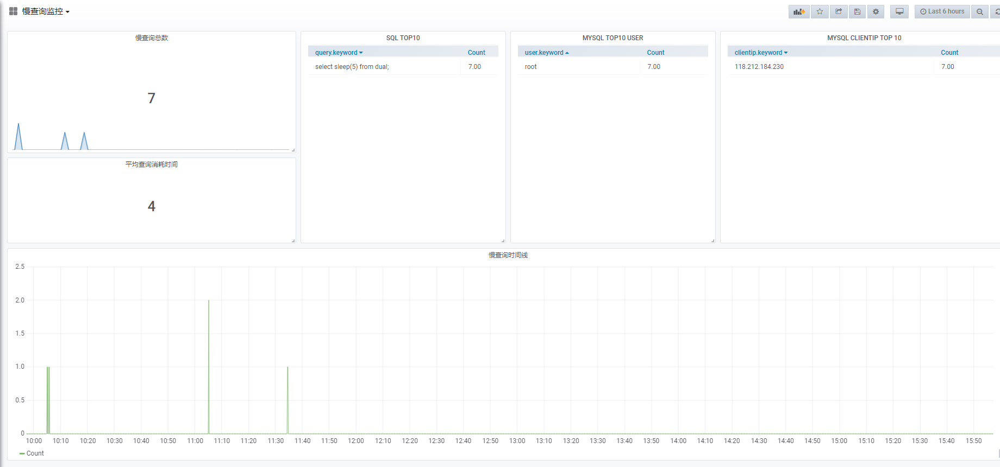 慢查询监控
Last 6 hours
慢查询总数
7
平均查询消耗时间
4
SQL TOP10
query.keyword Count
select sleep(5) from dual; 7.00
MYSQL TOP10 USER
user.keyword Count
root 7.00
MYSQL CLIENTIP TOP 10
clientip.keyword Count
118.212.184.230 7.00
慢查询时间线
2.5
2.0
1.5
1.0
0.5
0
10:00 10:10 10:20 10:30 10:40 10:50 11:00 11:10 11:20 11:30 11:40 11:50 12:00 12:10 12:20 12:30 12:40 12:50 13:00 13:10 13:20 13:30 13:40 13:50 14:00 14:10 14:20 14:30 14:40 14:50 15:00 15:10 15:20 15:30 15:40 15:50
Count